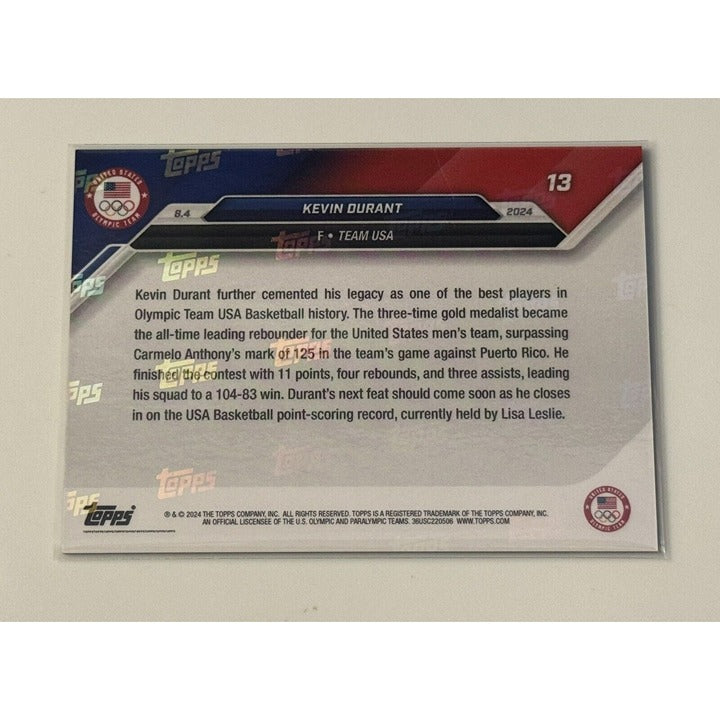 Topps
Topps
UNITED STATES
OLYMPIC TEAM
13
KEVIN DURANT
8.4
2024
F • TEAM USA
Topps
Kevin Durant further cemented his legacy as one of the best players in
Olympic Team USA Basketball history. The three-time gold medalist became
the all-time leading rebounder for the United States men's team, surpassing
Carmelo Anthony's mark of 125 in the team's game against Puerto Rico. He
finished the contest with 11 points, four rebounds, and three assists, leading
his squad to a 104-83 win. Durant's next feat should come soon as he closes
in on the USA Basketball point-scoring record, currently held by Lisa Leslie.
Topps
Topps
Topps
® & © 2024 THE TOPPS COMPANY, INC. ALL RIGHTS RESERVED. TOPPS IS A REGISTERED TRADEMARK OF THE TOPPS COMPANY, INC.
AN OFFICIAL LICENSEE OF THE U.S. OLYMPIC AND PARALYMPIC TEAMS. 36USC220506 WWW.TOPPS.COM
UNITED STATES
OLYMPIC TEAM